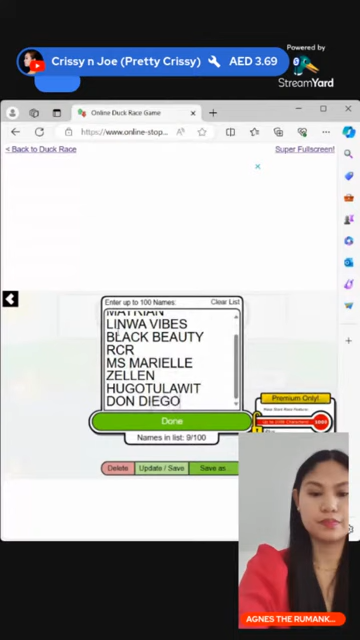 Crissy n Joe (Pretty Crissy) AED 3.69
Powered by
StreamYard
Online Duck Race Game
https://www.online-stop...
< Back to Duck Race
Super Fullscreen!
Enter up to 100 Names:
Clear List
MATRIAN
LINWA VIBES
BLACK BEAUTY
RCR
MS MARIELLE
ZELLEN
HUGOTULAWIT
DON DIEGO
Done
Names in list: 9/100
Premium Only!
Delete
Update / Save
Save as...
AGNES THE RUMANK...